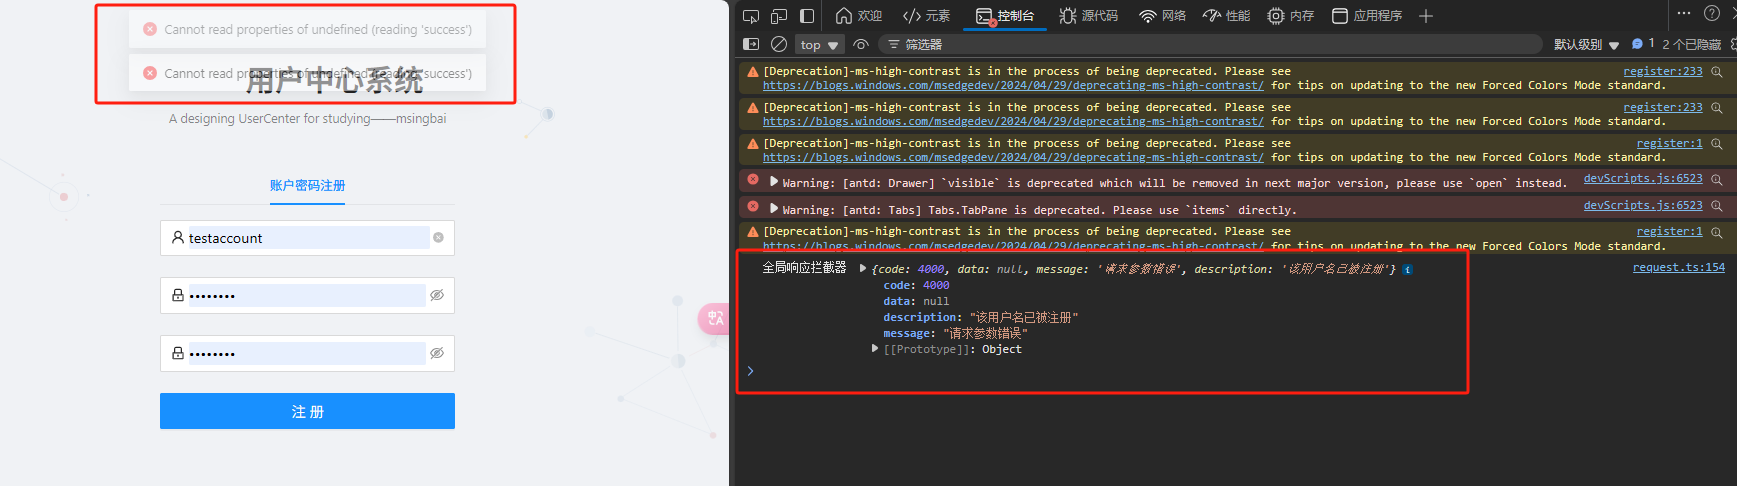 Cannot read properties of undefined (reading 'success')
Cannot read properties of undefined (reading 'success')
用户中心系统
A designing UserCenter for studying——msingbai
账户密码注册
testaccount
••••••••
••••••••
注 册
中A
欢迎
</> 元素
控制台
源代码
网络
性能
内存
应用程序
top
筛选器
默认级别
1
2 个已隐藏
[Deprecation]-ms-high-contrast is in the process of being deprecated. Please see register:233
https://blogs.windows.com/msedgedev/2024/04/29/deprecating-ms-high-contrast/ for tips on updating to the new Forced Colors Mode standard.
[Deprecation]-ms-high-contrast is in the process of being deprecated. Please see register:233
https://blogs.windows.com/msedgedev/2024/04/29/deprecating-ms-high-contrast/ for tips on updating to the new Forced Colors Mode standard.
[Deprecation]-ms-high-contrast is in the process of being deprecated. Please see register:1
https://blogs.windows.com/msedgedev/2024/04/29/deprecating-ms-high-contrast/ for tips on updating to the new Forced Colors Mode standard.
Warning: [antd: Drawer] `visible` is deprecated which will be removed in next major version, please use `open` instead. devScripts.js:6523
Warning: [antd: Tabs] Tabs.TabPane is deprecated. Please use `items` directly. devScripts.js:6523
[Deprecation]-ms-high-contrast is in the process of being deprecated. Please see register:1
https://blogs.windows.com/msedgedev/2024/04/29/deprecating-ms-high-contrast/ for tips on updating to the new Forced Colors Mode standard.
全局响应拦截器 {code: 4000, data: null, message: '请求参数错误', description: '该用户名已被注册'} request.ts:154
code: 4000
data: null
description: "该用户名已被注册"
message: "请求参数错误"
[[Prototype]]: Object